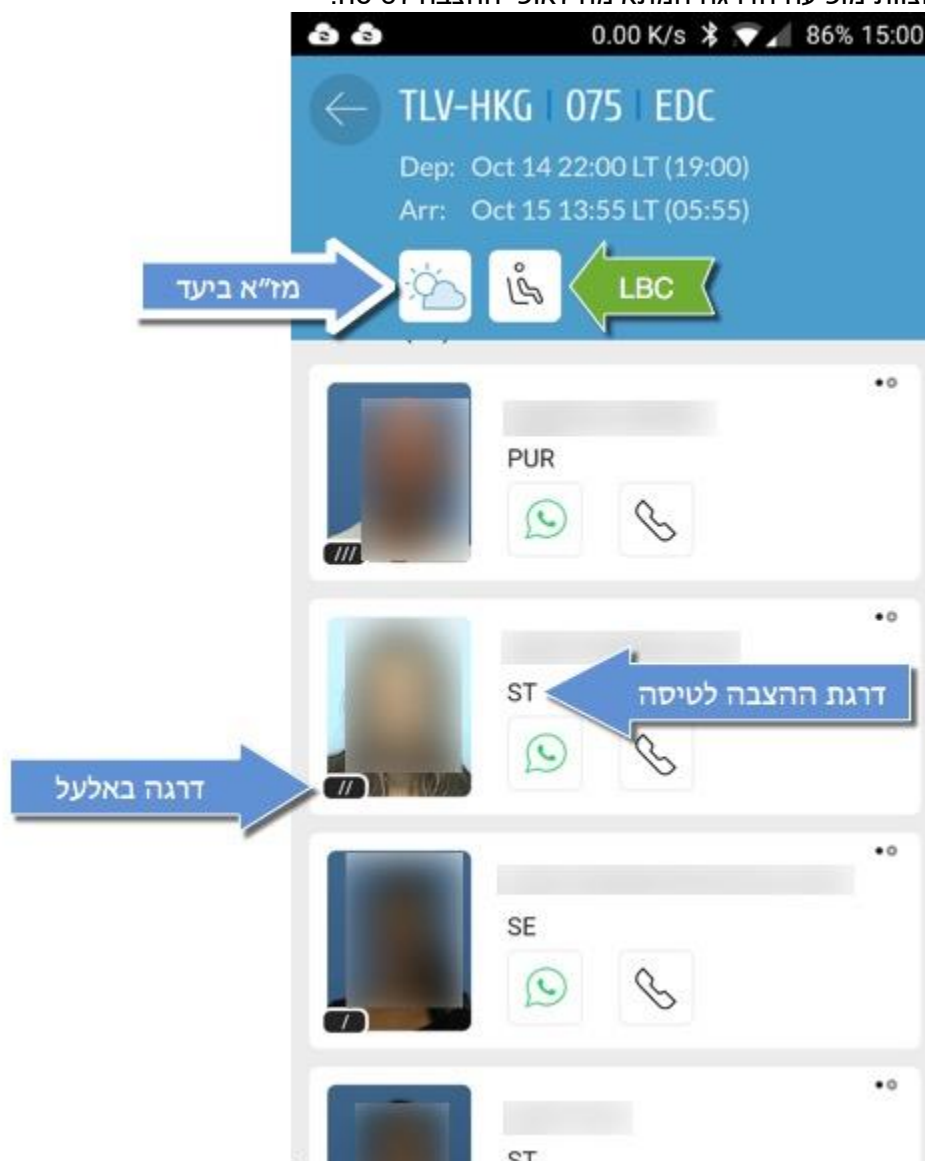 0.00 K/s 86% 15:00
TLV-HKG | 075 | EDC
Dep: Oct 14 22:00 LT (19:00)
Arr: Oct 15 13:55 LT (05:55)
מז״א ביעד
LBC
PUR
///
ST
דרגת ההצבה לטיסה
דרגה באלעל
//
SE
/
ST